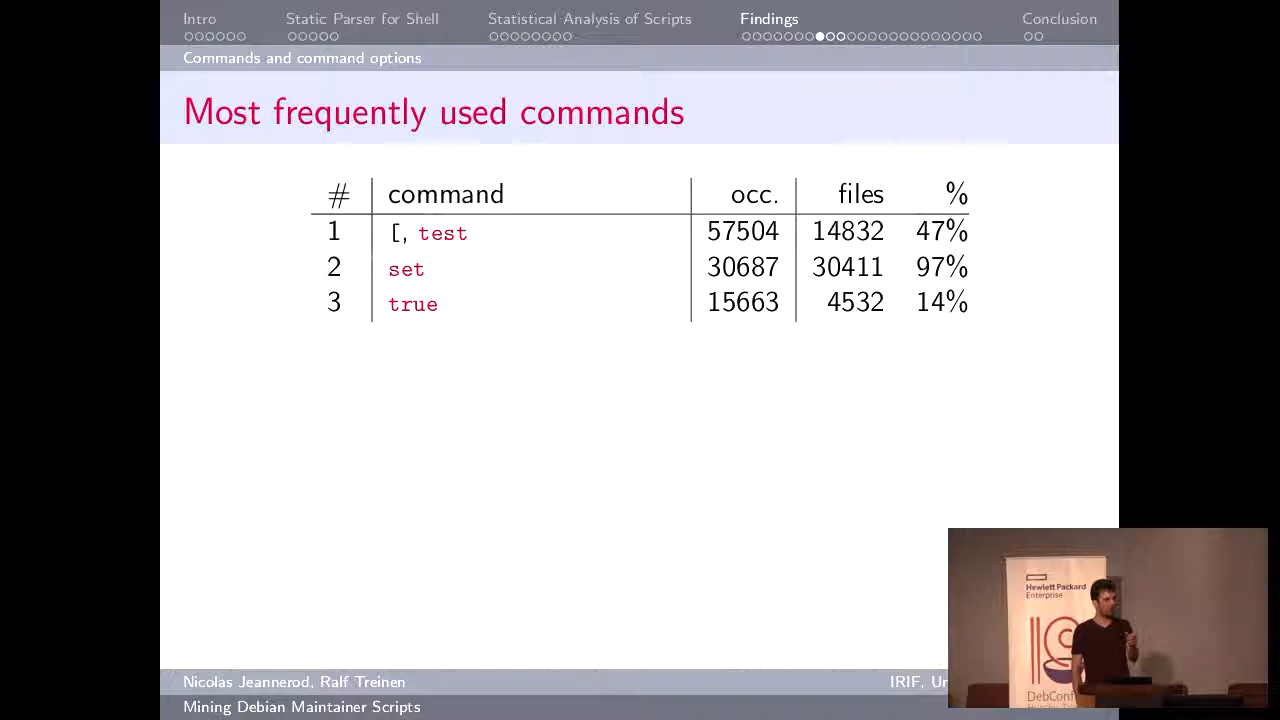 Intro Static Parser for Shell Statistical Analysis of Scripts Findings Conclusion
Commands and command options
Most frequently used commands
# command occ. files %
1 [, test 57504 14832 47%
2 set 30687 30411 97%
3 true 15663 4532 14%
Hewlett Packard
Enterprise
DebConf
Nicolas Jeannerod, Ralf Treinen IRIF,
Mining Debian Maintainer Scripts